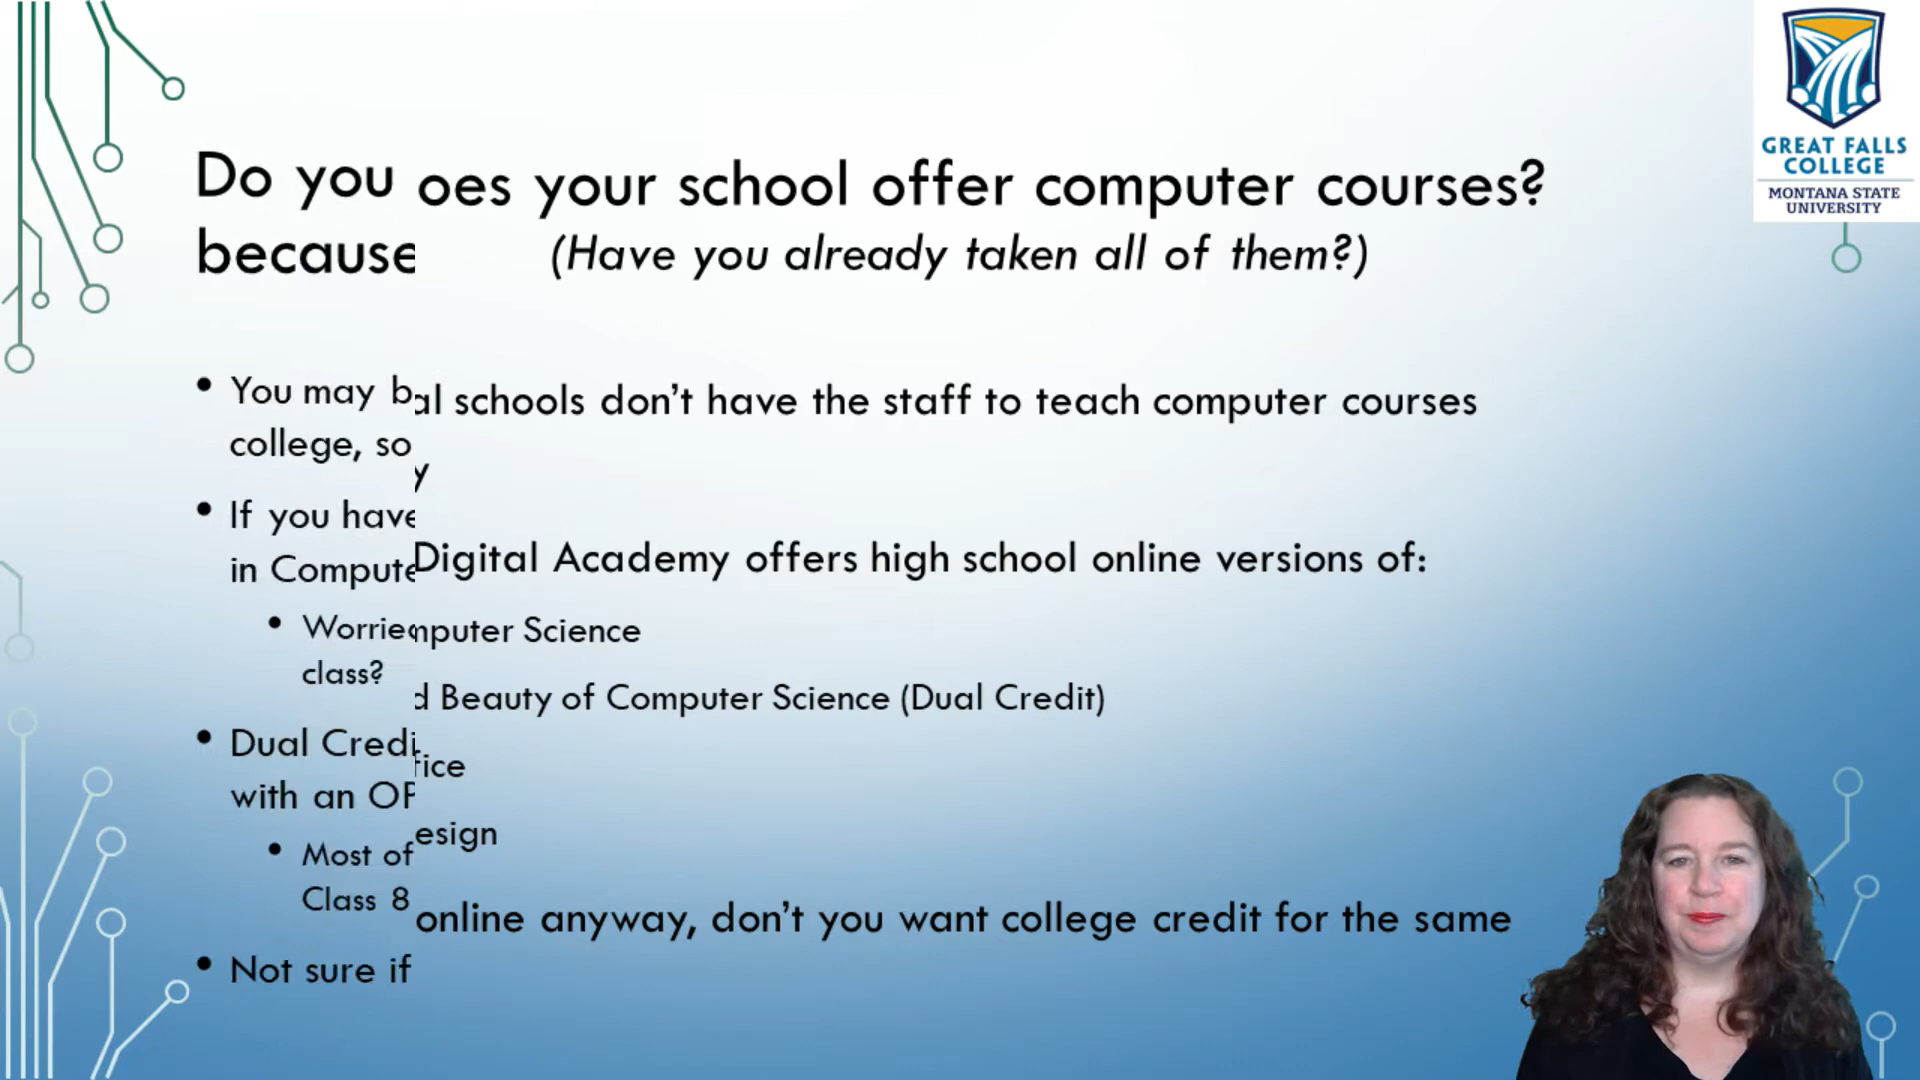 Do you oes your school offer computer courses?
because (Have you already taken all of them?)
You may b al schools don't have the staff to teach computer courses
college, so
y
If you have
in Compute Digital Academy offers high school online versions of:
Worried mputer Science
class?
d Beauty of Computer Science (Dual Credit)
Dual Credi
fice
with an OF
esign
Most of
Class 8
online anyway, don't you want college credit for the same
Not sure if
GREAT FALLS
COLLEGE
MONTANA STATE
UNIVERSITY